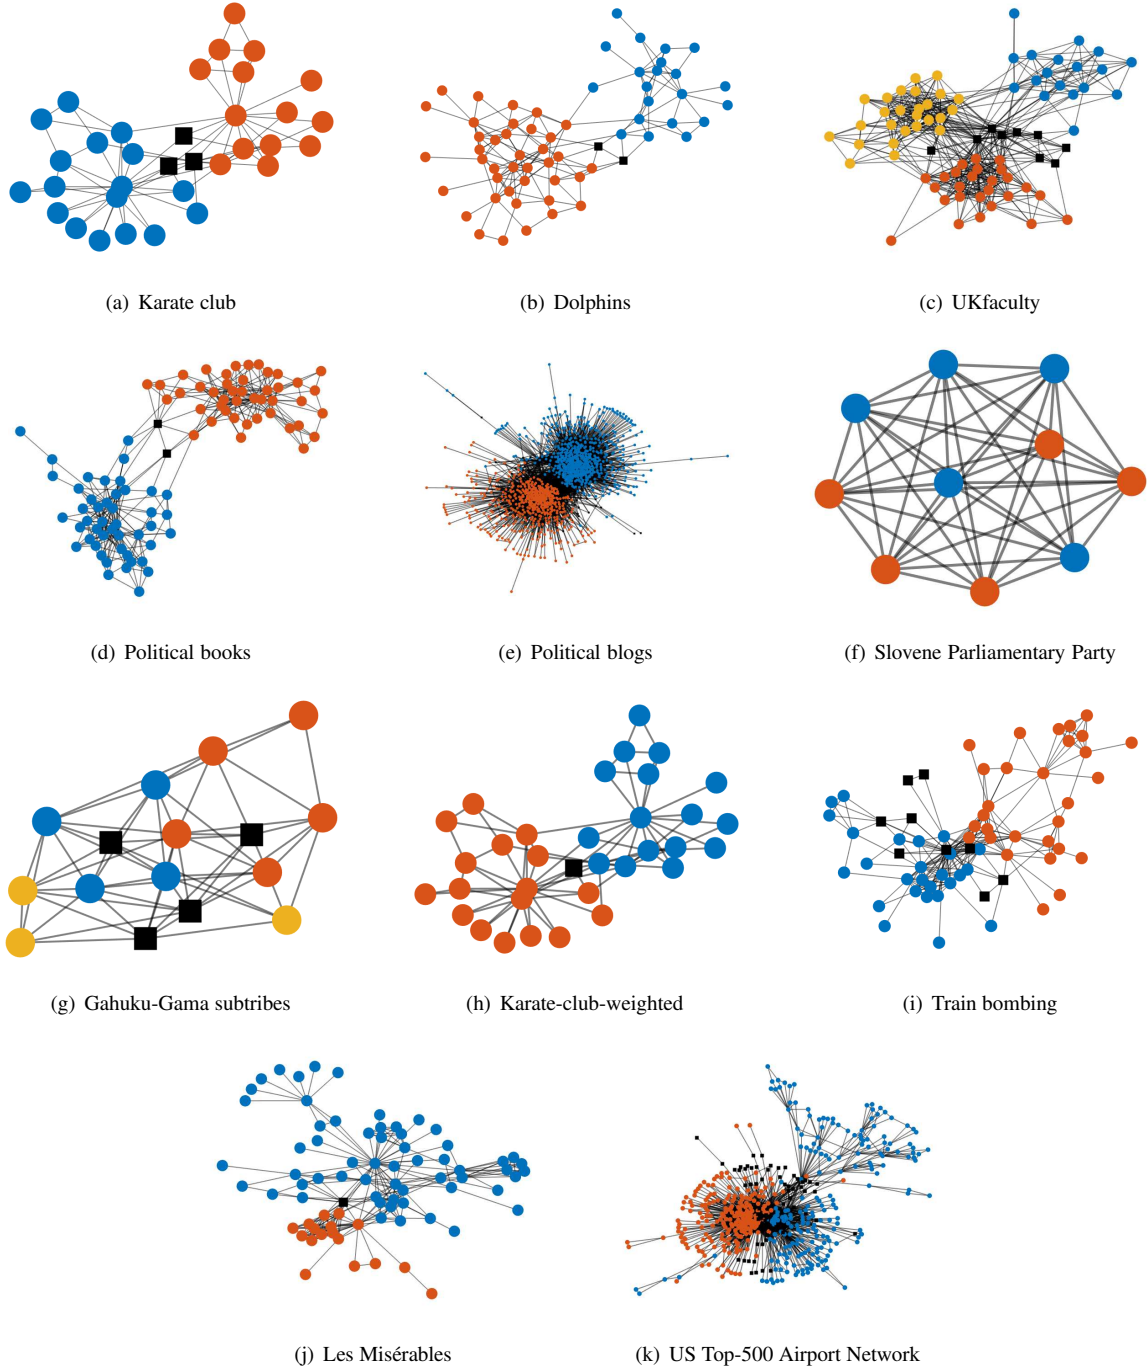 (a) Karate club
(b) Dolphins
(c) UKfaculty
(d) Political books
(e) Political blogs
(f) Slovene Parliamentary Party
(g) Gahuku-Gama subtribes
(h) Karate-club-weighted
(i) Train bombing
(j) Les Misérables
(k) US Top-500 Airport Network